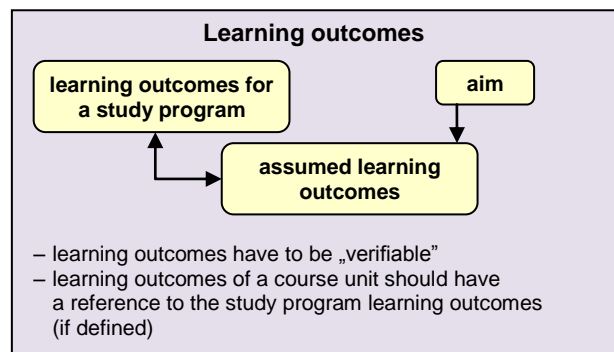 Learning outcomes
learning outcomes for
a study program
aim
assumed learning
outcomes
– learning outcomes have to be „verifiable”
– learning outcomes of a course unit should have
a reference to the study program learning outcomes
(if defined)